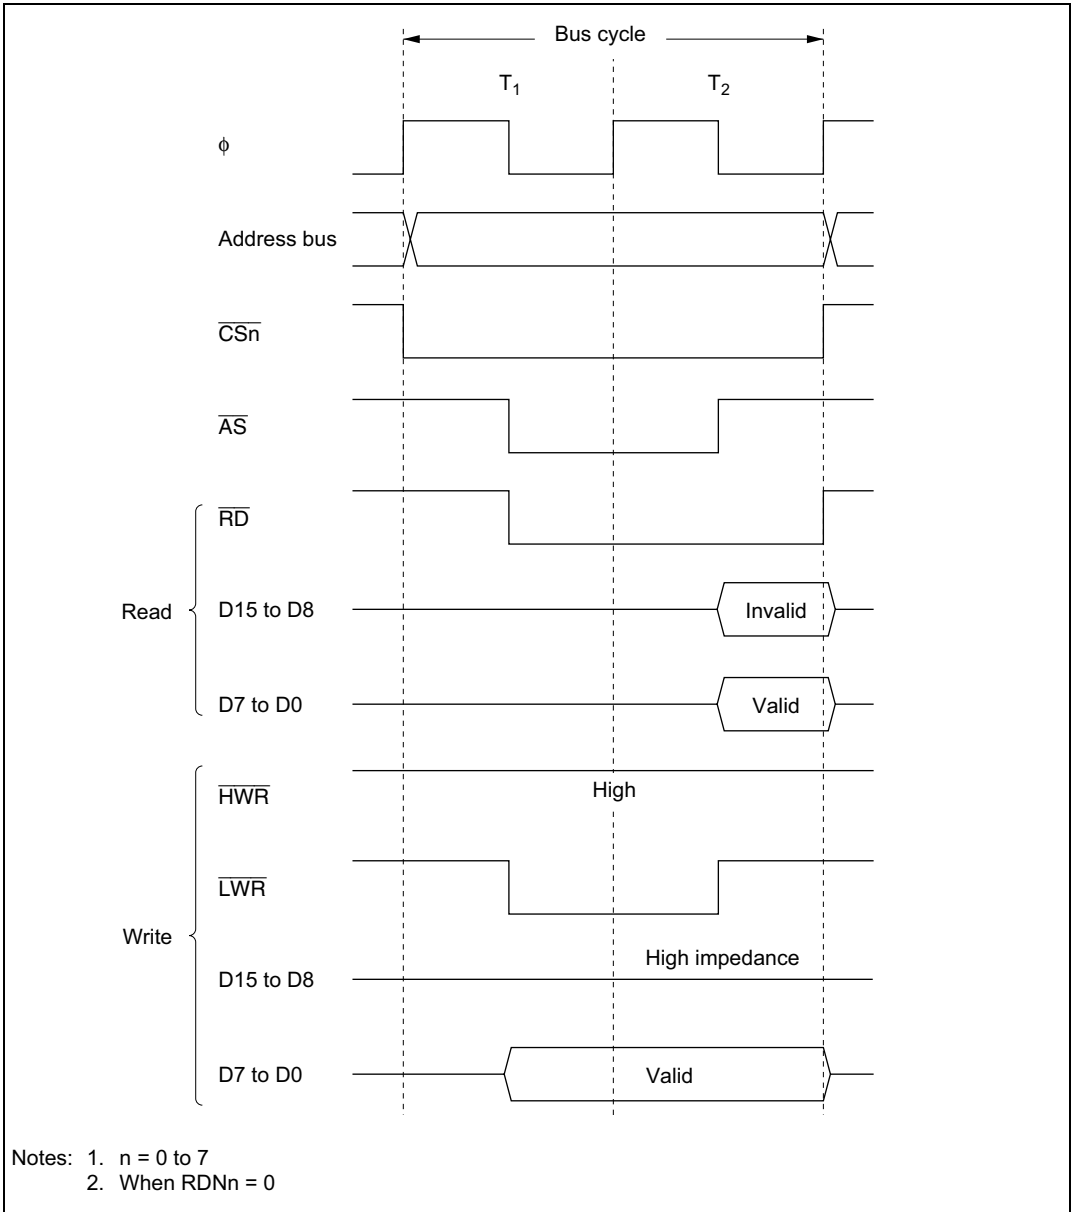 Bus cycle
T1 T2
ϕ
Address bus
CSn
AS
RD
Read D15 to D8 Invalid
D7 to D0 Valid
HWR High
LWR
Write
High impedance
D15 to D8
D7 to D0 Valid
Notes: 1. n = 0 to 7
2. When RDNn = 0